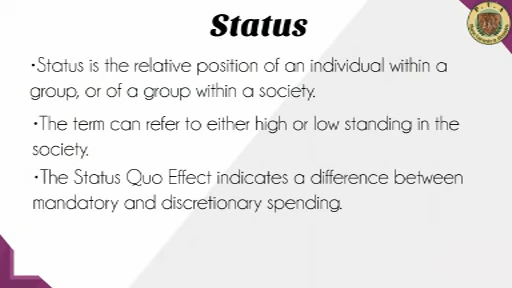 Status
·Status is the relative position of an individual within a
group, or of a group within a society.
·The term can refer to either high or low standing in the
society.
·The Status Quo Effect indicates a difference between
mandatory and discretionary spending.